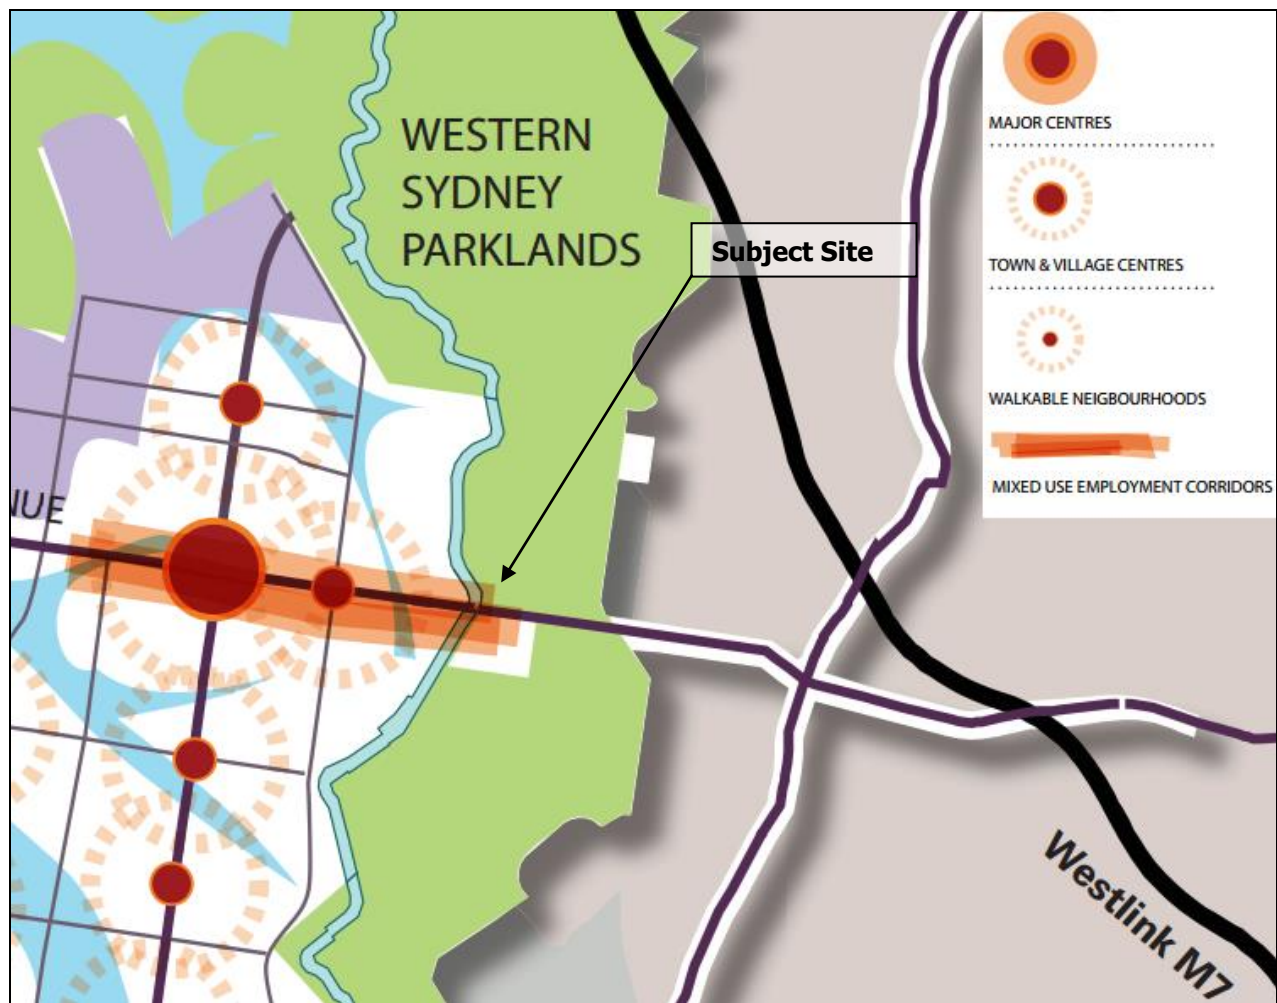 WESTERN
SYDNEY
PARKLANDS
Subject Site
NUE
Westlink M7
MAJOR CENTRES
TOWN & VILLAGE CENTRES
WALKABLE NEIGBOURHOODS
MIXED USE EMPLOYMENT CORRIDORS